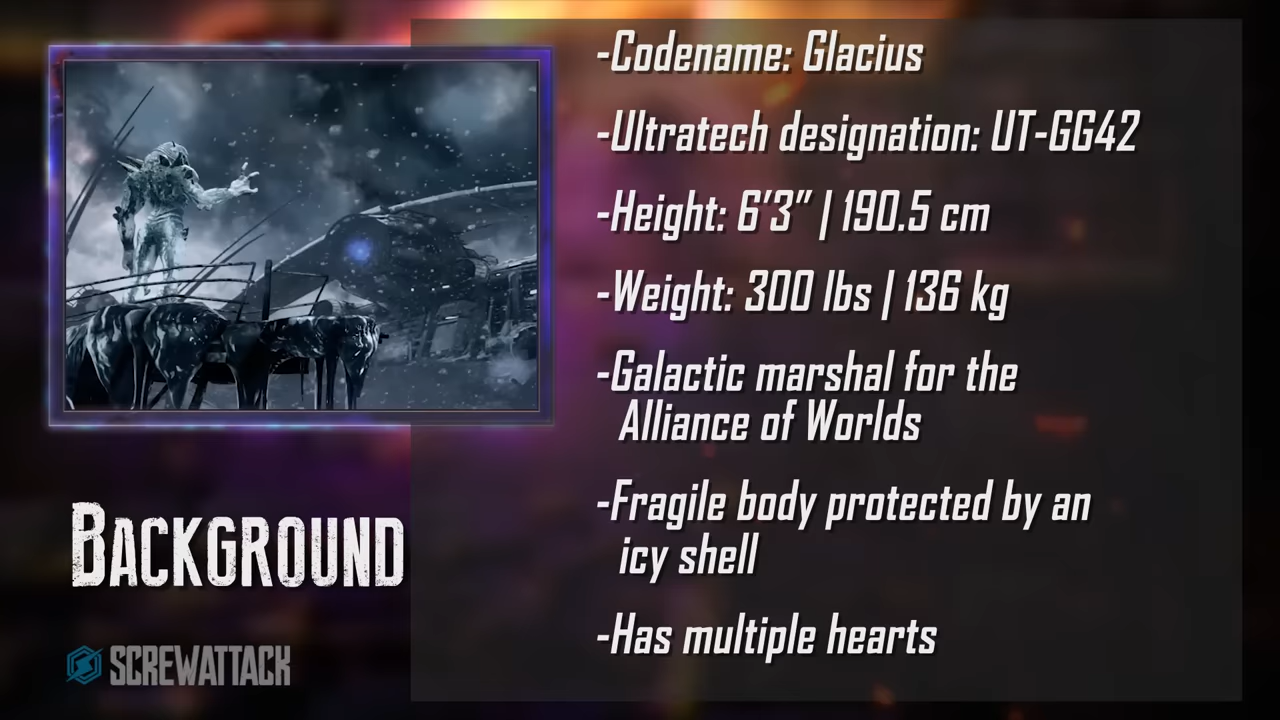 -Codename: Glacius
-Ultratech designation: UT-GG42
-Height: 6'3" | 190.5 cm
-Weight: 300 lbs | 136 kg
-Galactic marshal for the
Alliance of Worlds
-Fragile body protected by an
icy shell
-Has multiple hearts
BACKGROUND
SCREWATTACK